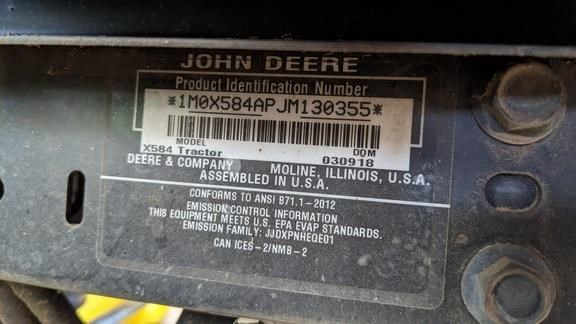 JOHN DEERE
Product Identification Number
*1M0X584APJM130355*
MODEL DOM
X584 Tractor 030918
DEERE & COMPANY MOLINE, ILLINOIS, U.S.A.
ASSEMBLED IN U.S.A.
CONFORMS TO ANSI B71.1-2012
EMISSION CONTROL INFORMATION
THIS EQUIPMENT MEETS U.S. EPA EVAP STANDARDS.
EMISSION FAMILY: JJDXPNHEQE01
CAN ICES-2/NMB-2